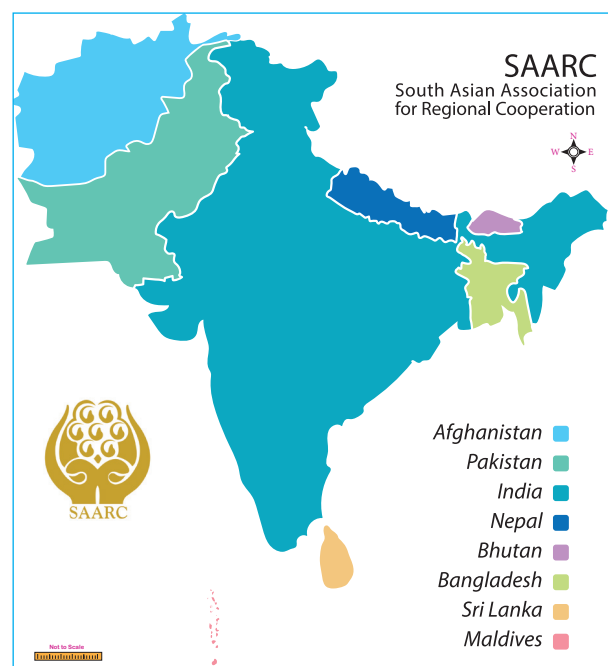 SAARC
South Asian Association
for Regional Cooperation
N
W E
S
SAARC
Afghanistan
Pakistan
India
Nepal
Bhutan
Bangladesh
Sri Lanka
Maldives
Not to Scale